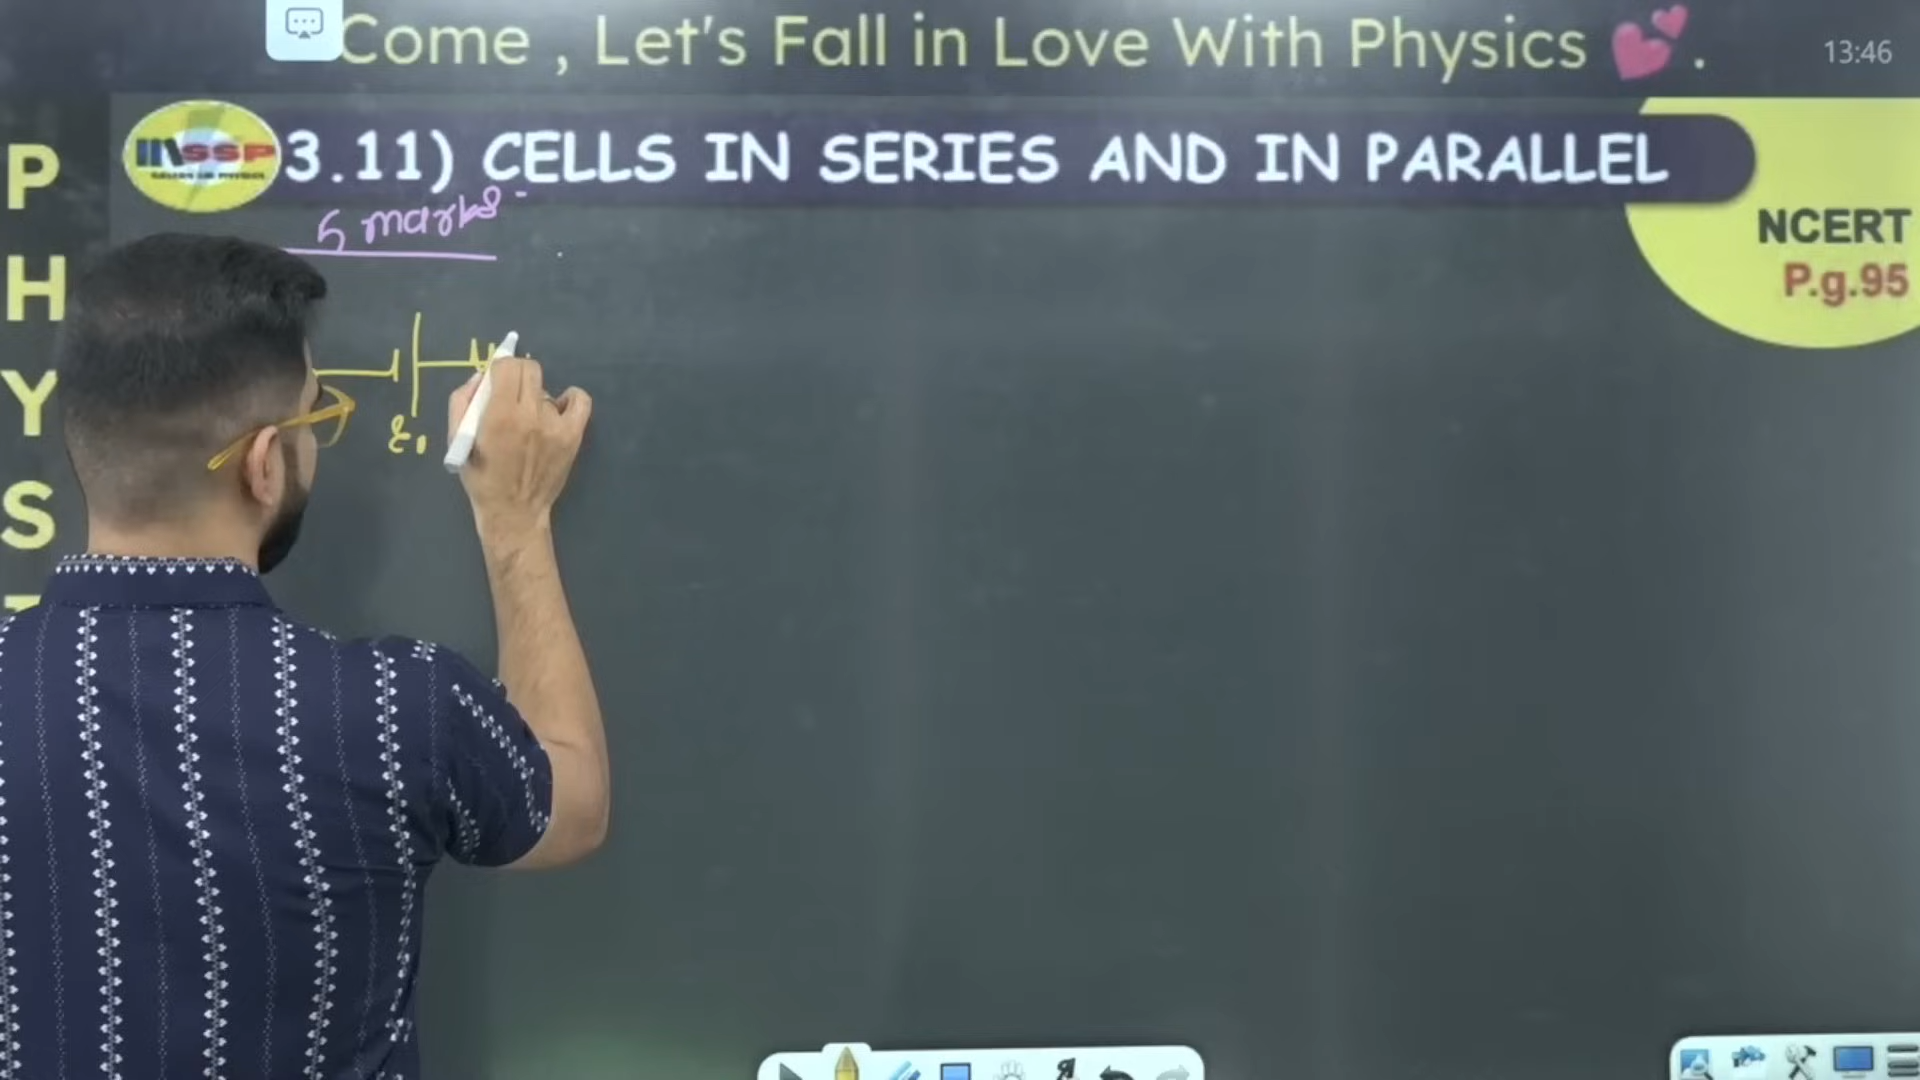 Come , Let's Fall in Love With Physics 💕 .
13:46
INSSP
3.11) CELLS IN SERIES AND IN PARALLEL
5 marks
NCERT
P.g.95
ε₁
P
H
Y
S